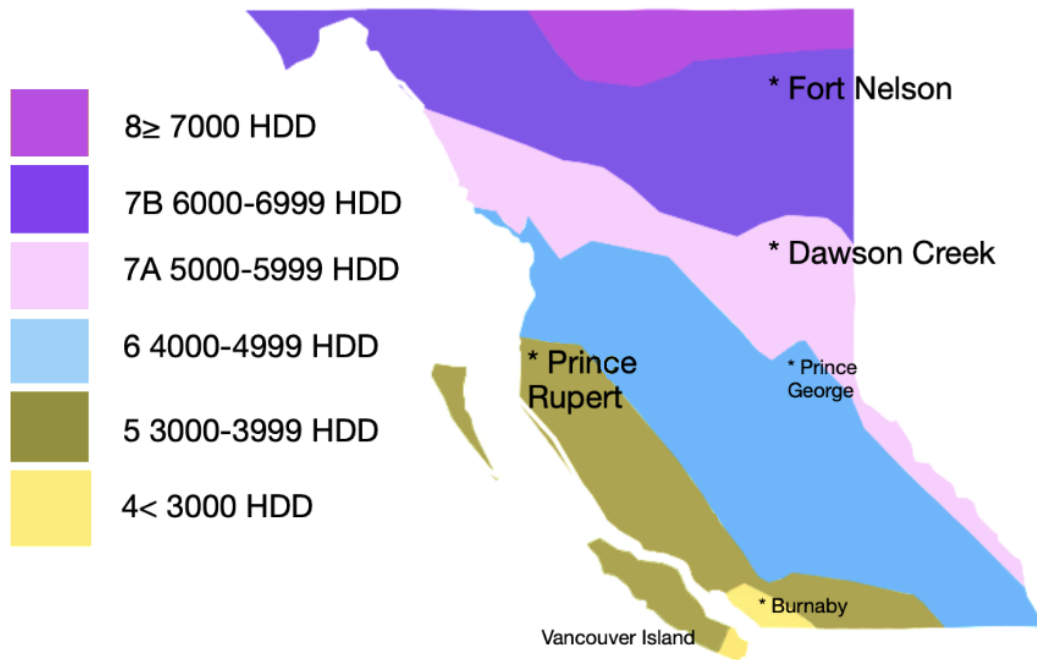 8≥ 7000 HDD
7B 6000-6999 HDD
7A 5000-5999 HDD
6 4000-4999 HDD
5 3000-3999 HDD
4< 3000 HDD
* Fort Nelson
* Dawson Creek
* Prince
Rupert
* Prince
George
* Burnaby
Vancouver Island